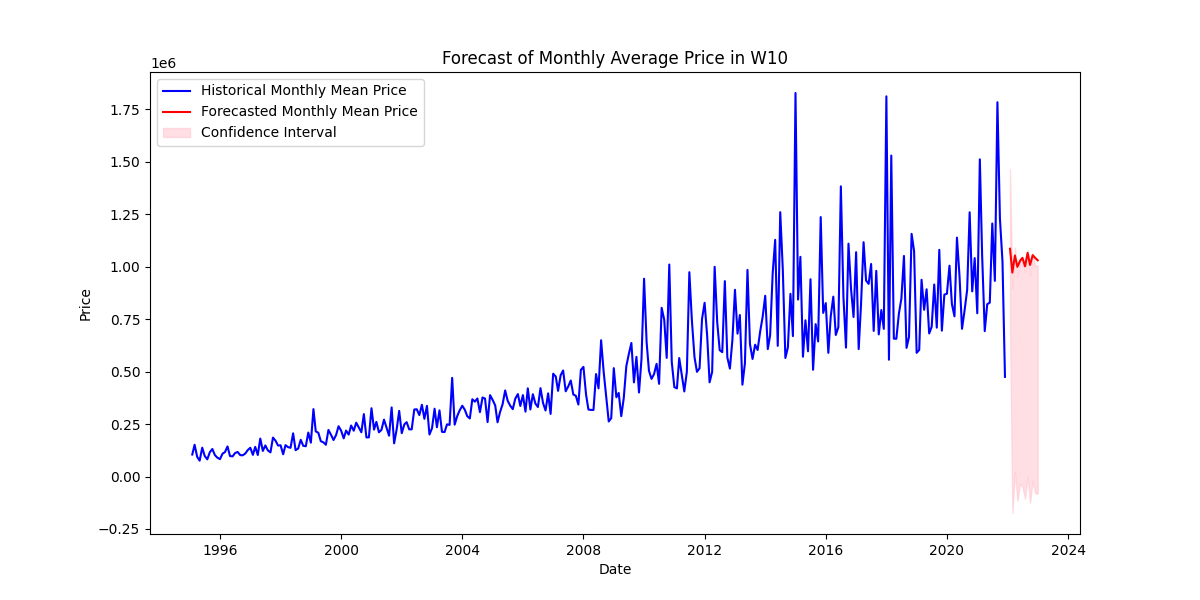 Forecast of Monthly Average Price in W10
1e6
Historical Monthly Mean Price
Forecasted Monthly Mean Price
Confidence Interval
1.75
1.50
1.25
1.00
0.75
0.50
0.25
0.00
−0.25
Price
1996 2000 2004 2008 2012 2016 2020 2024
Date